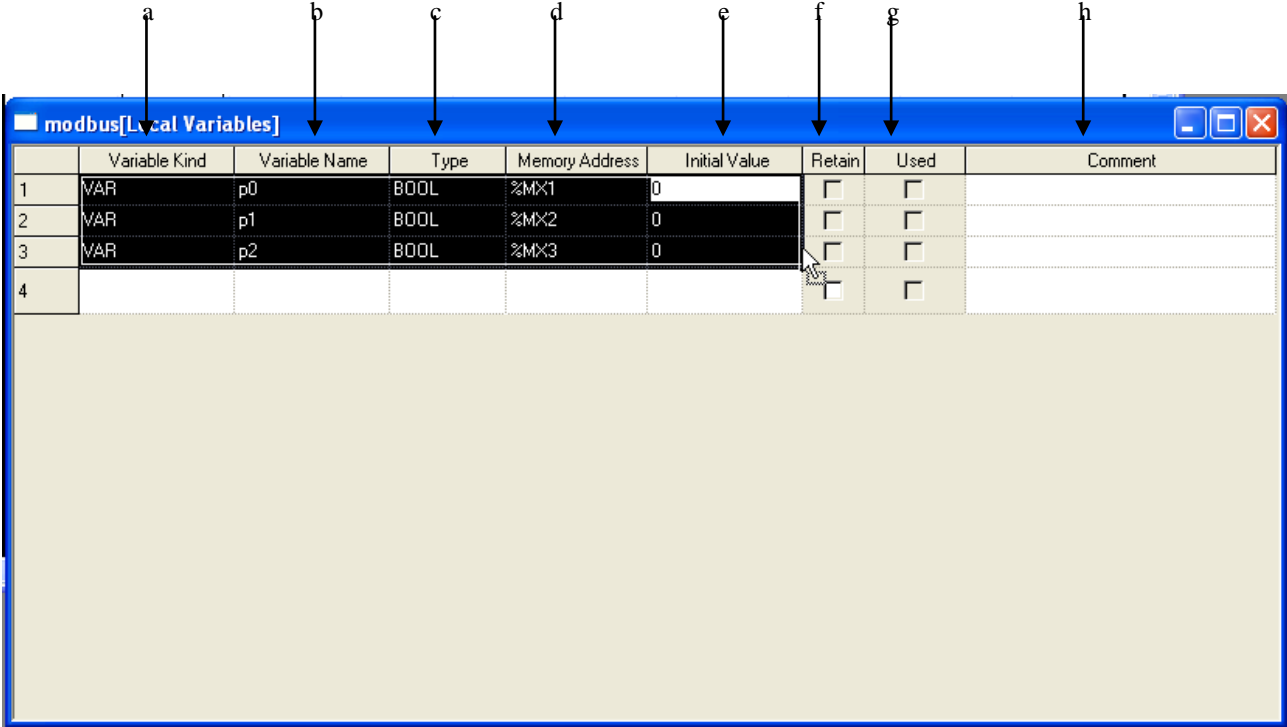 a b c d e f g h
modbus[Local Variables]
Variable Kind Variable Name Type Memory Address Initial Value Retain Used Comment
1 VAR p0 BOOL %MX1 0
2 VAR p1 BOOL %MX2 0
3 VAR p2 BOOL %MX3 0
4